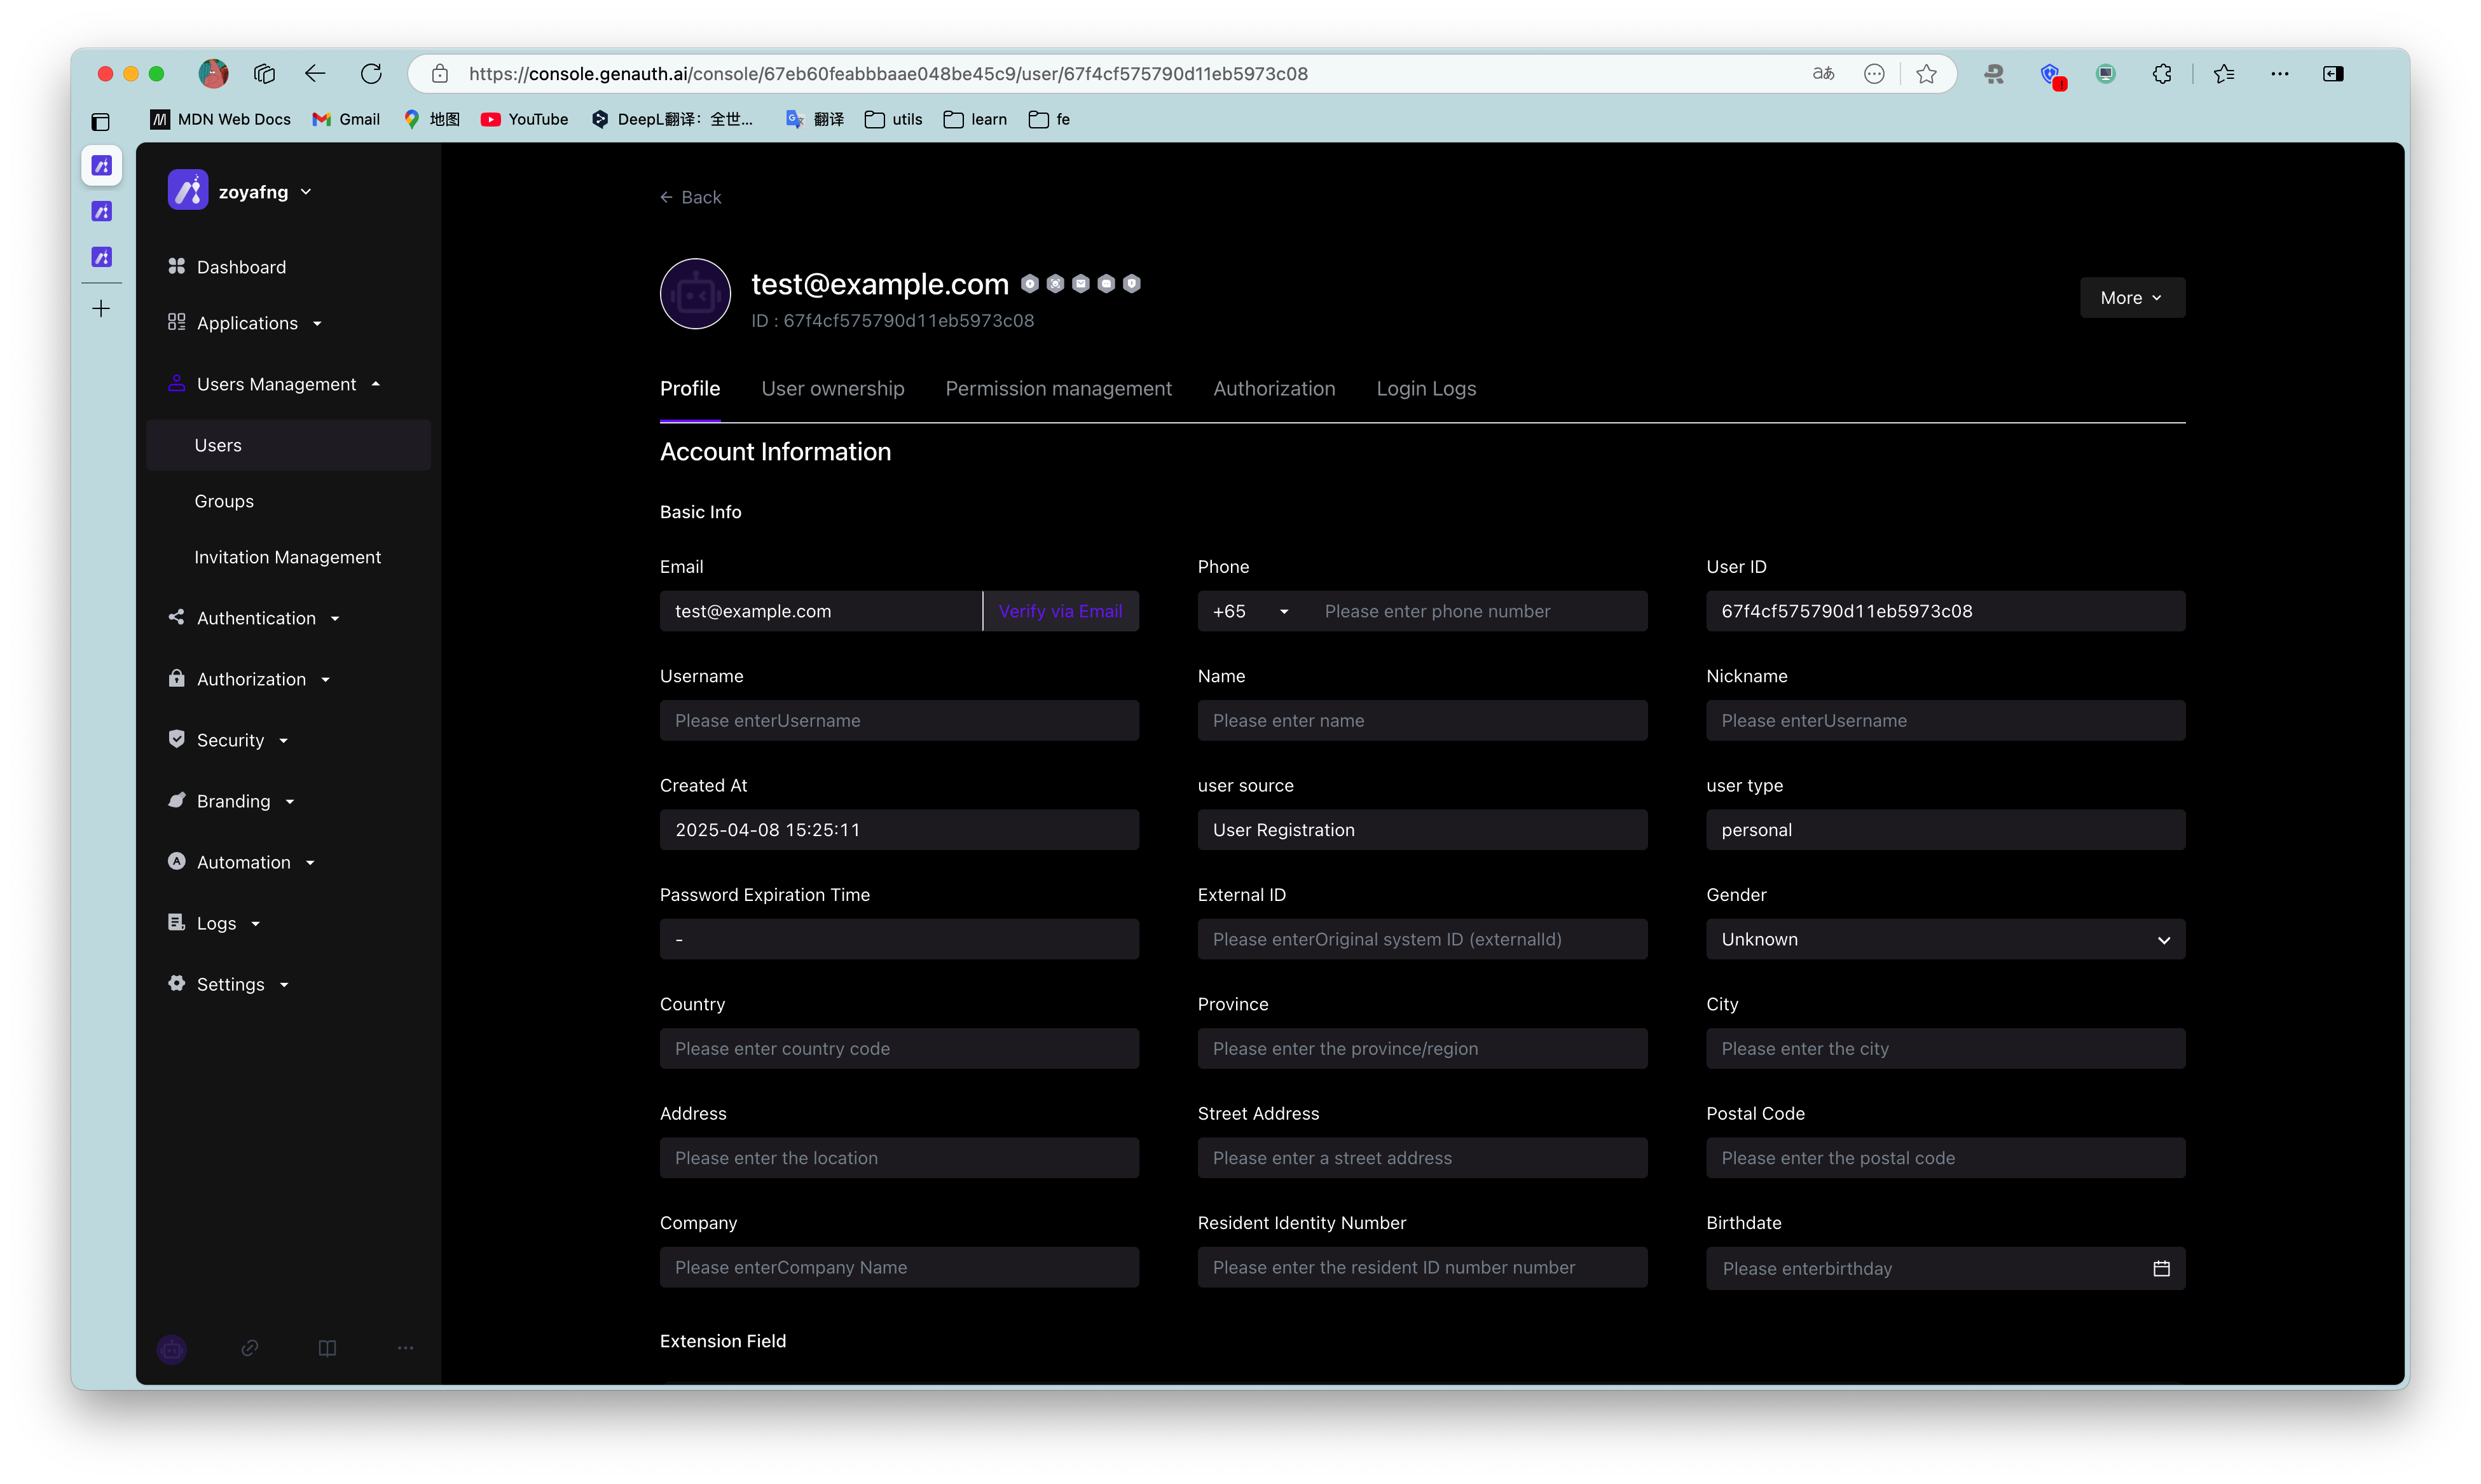 https://console.genauth.ai/console/67eb60feabbbaae048be45c9/user/67f4cf575790d11eb5973c08
aあ
MDN Web Docs
Gmail
地图
YouTube
DeepL翻译：全世...
翻译
utils
learn
fe
zoyafng
Dashboard
Applications
Users Management
Users
Groups
Invitation Management
Authentication
Authorization
Security
Branding
Automation
Logs
Settings
Back
test@example.com
ID : 67f4cf575790d11eb5973c08
More
Profile
User ownership
Permission management
Authorization
Login Logs
Account Information
Basic Info
Email
Phone
User ID
test@example.com
Verify via Email
+65
Please enter phone number
67f4cf575790d11eb5973c08
Username
Name
Nickname
Please enterUsername
Please enter name
Please enterUsername
Created At
user source
user type
2025-04-08 15:25:11
User Registration
personal
Password Expiration Time
External ID
Gender
-
Please enterOriginal system ID (externalId)
Unknown
Country
Province
City
Please enter country code
Please enter the province/region
Please enter the city
Address
Street Address
Postal Code
Please enter the location
Please enter a street address
Please enter the postal code
Company
Resident Identity Number
Birthdate
Please enterCompany Name
Please enter the resident ID number number
Please enterbirthday
Extension Field